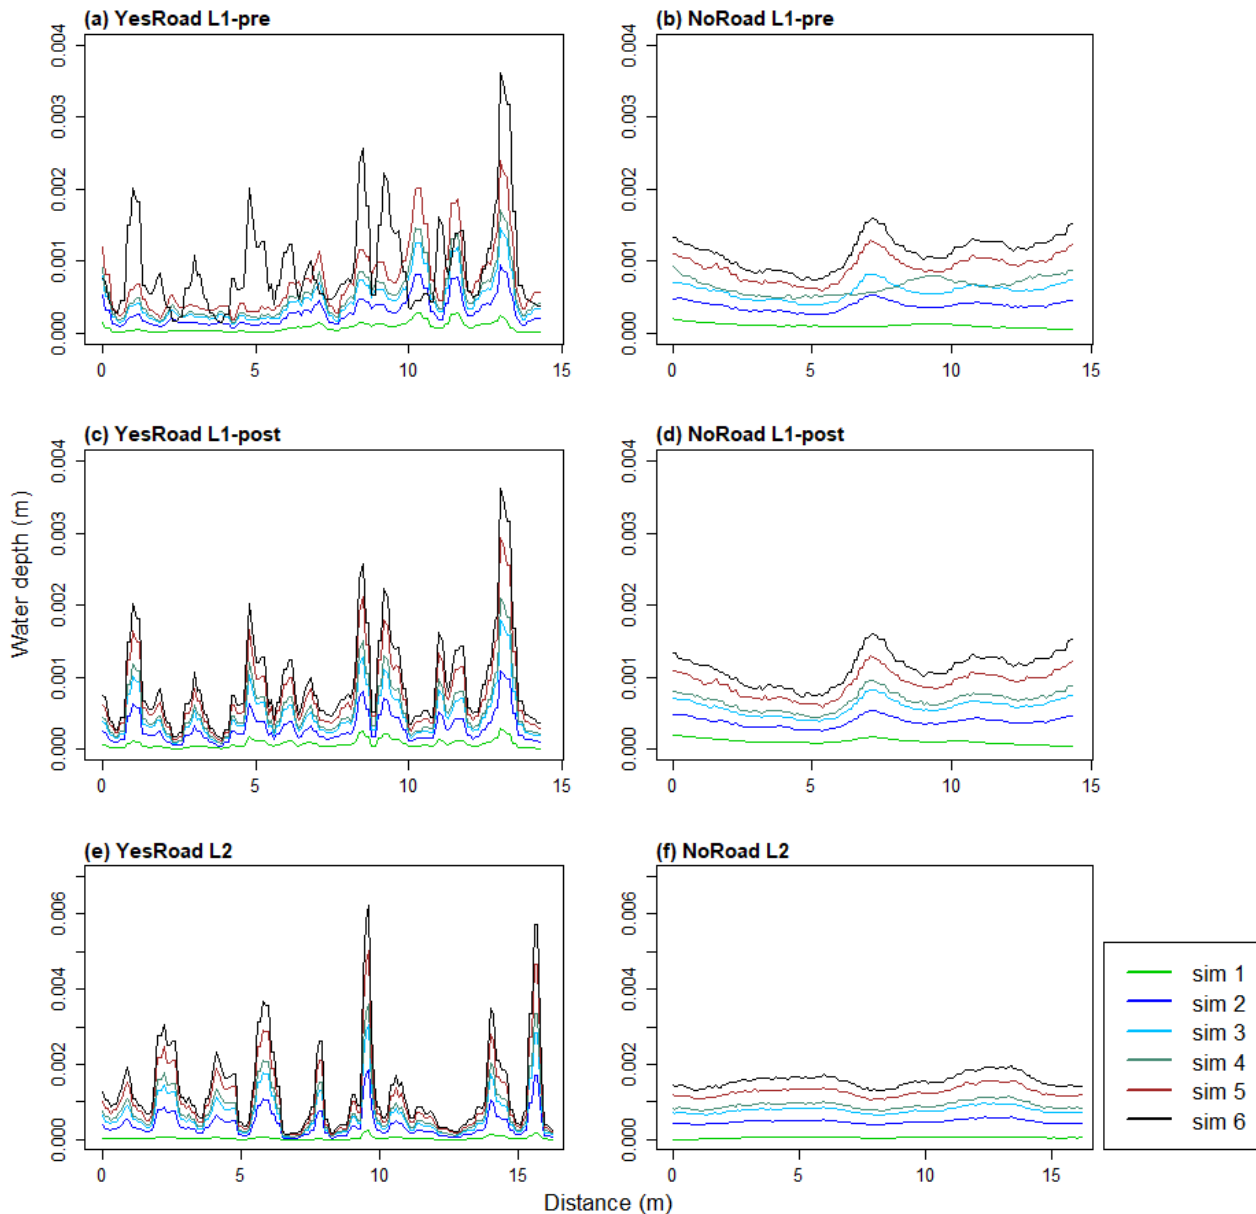 (a) YesRoad L1-pre
0.004
0.003
0.002
0.001
0.000
0 5 10 15
(b) NoRoad L1-pre
0.004
0.003
0.002
0.001
0.000
0 5 10 15
(c) YesRoad L1-post
0.004
0.003
0.002
0.001
0.000
0 5 10 15
(d) NoRoad L1-post
0.004
0.003
0.002
0.001
0.000
0 5 10 15
Water depth (m)
(e) YesRoad L2
0.006
0.004
0.002
0.000
0 5 10 15
(f) NoRoad L2
0.006
0.004
0.002
0.000
0 5 10 15
Distance (m)
sim 1
sim 2
sim 3
sim 4
sim 5
sim 6